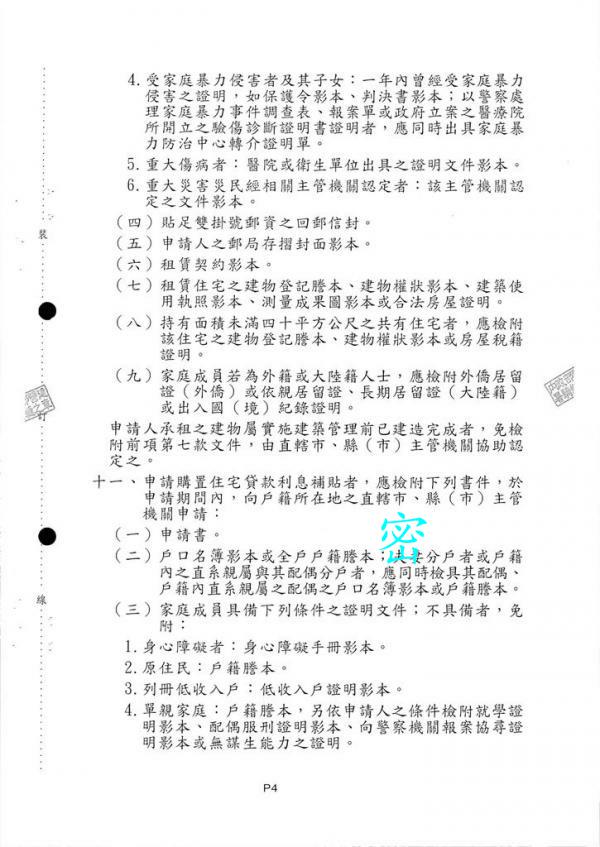 4.受家庭暴力侵害者及其子女：一年內曾經受家庭暴力
侵害之證明，如保護令影本、判決書影本；以警察處
理家庭暴力事件調查表、報案單或政府立案之醫療院
所開立之驗傷診斷證明書證明者，應同時出具家庭暴
力防治中心轉介證明單。
5.重大傷病者：醫院或衛生單位出具之證明文件影本。
6.重大災害災民經相關主管機關認定者：該主管機關認
定之文件影本。
（四）貼足雙掛號郵資之回郵信封。
（五）申請人之郵局存摺封面影本。
（六）租賃契約影本。
（七）租賃住宅之建物登記謄本、建物權狀影本、建築使
用執照影本、測量成果圖影本或合法房屋證明。
（八）持有面積未滿四十平方公尺之共有住宅者，應檢附
該住宅之建物登記謄本、建物權狀影本或房屋稅籍
證明。
（九）家庭成員若為外籍或大陸籍人士，應檢附外僑居留
證（外籍）或依親居留證、長期居留證（大陸籍）
或出入國（境）紀錄證明。
申請人承租之建物屬實施建築管理前已建造完成者，免檢
附前項第七款文件，由直轄市、縣（市）主管機關協助認
定之。
十一、申請購置住宅貸款利息補貼者，應檢附下列書件，於
申請期間內，向戶籍所在地之直轄市、縣（市）主管
機關申請：
（一）申請書。
（二）戶口名簿影本或全戶戶籍謄本；夫妻分戶者或戶籍
內之直系親屬與其配偶分戶者，應同時檢具其配偶、
戶籍內直系親屬之配偶之戶口名簿影本或戶籍謄本。
（三）家庭成員具備下列條件之證明文件；不具備者，免
附：
1.身心障礙者：身心障礙手冊影本。
2.原住民：戶籍謄本。
3.列冊低收入戶：低收入戶證明影本。
4.單親家庭：戶籍謄本，另依申請人之條件檢附就學證
明影本、配偶服刑證明影本、向警察機關報案協尋證
明影本或無謀生能力之證明。
P4
裝
訂
線
密